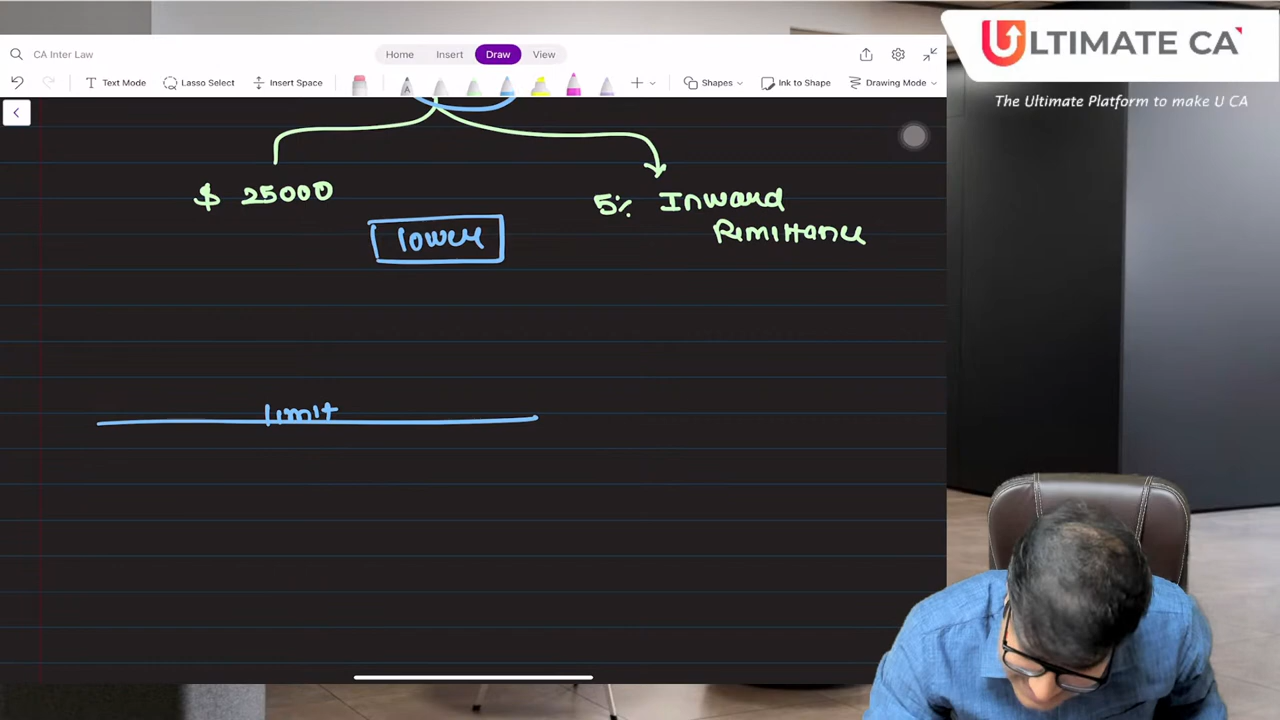 ULTIMATE CA
The Ultimate Platform to make U CA
CA Inter Law
Home Insert Draw View
Text Mode Lasso Select Insert Space Shapes Ink to Shape Drawing Mode
$ 25000
5% Inward
Remittance
lower
limit